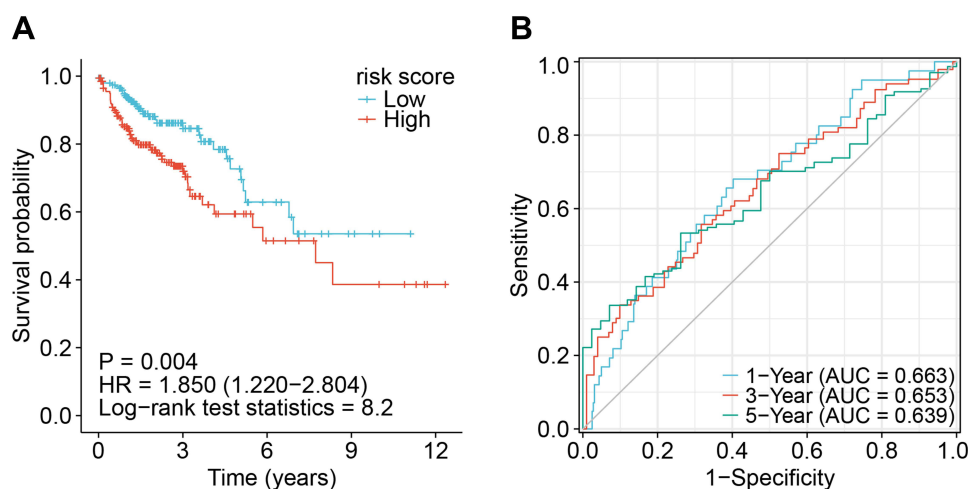 A
Survival probability
1.0
0.8
0.6
0.4
0.2
0.0
risk score
Low
High
P = 0.004
HR = 1.850 (1.220−2.804)
Log−rank test statistics = 8.2
0
3
6
9
12
Time (years)
B
Sensitivity
1.0
0.8
0.6
0.4
0.2
0.0
1−Year (AUC = 0.663)
3−Year (AUC = 0.653)
5−Year (AUC = 0.639)
0.0
0.2
0.4
0.6
0.8
1.0
1−Specificity